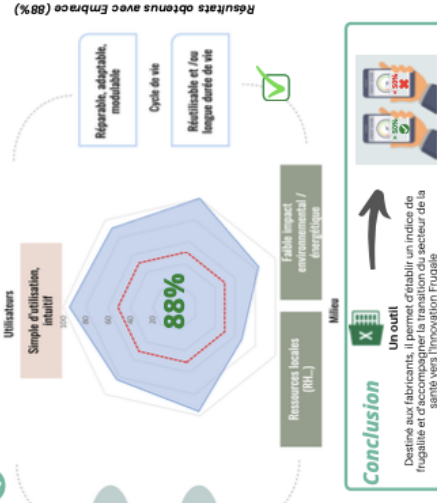 Résultats obtenus avec Embrace (88%)
Utilisateurs
Simple d'utilisation,
intuitif
Réparable, adaptable,
modulable
Cycle de vie
Réutilisable et /ou
longue durée de vie
100
80
60
40
20
88%
Ressources locales
(RH...)
Faible impact
environnemental /
énergétique
Milieu
Conclusion
Un outil
Destiné aux fabricants, il permet d'établir un indice de
frugalité et d'accompagner la transition du secteur de la
santé vers l'Innovation Frugale
> 50%
< 50%